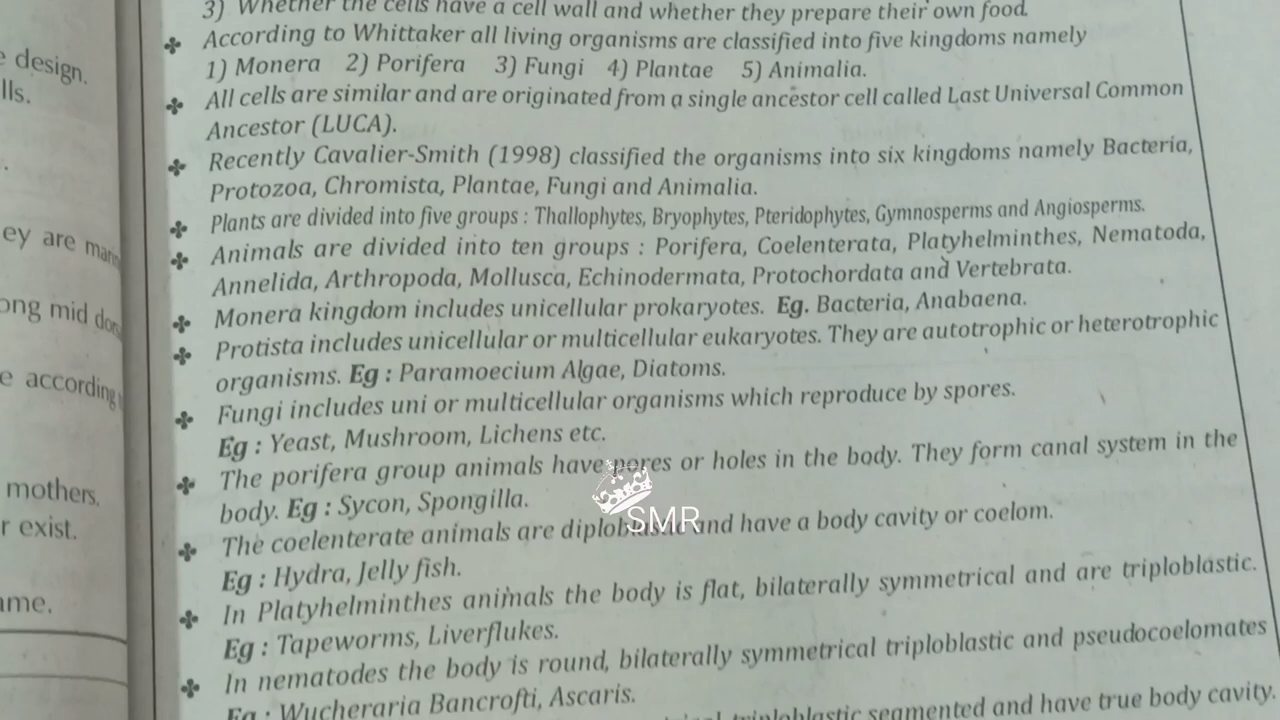 design.
lls.
ey are
ong mid
e according
mothers.
r exist.
ame.
3) Whether the cells have a cell wall and whether they prepare their own food.
According to Whittaker all living organisms are classified into five kingdoms namely
1) Monera 2) Porifera 3) Fungi 4) Plantae 5) Animalia.
All cells are similar and are originated from a single ancestor cell called Last Universal Common
Ancestor (LUCA).
Recently Cavalier-Smith (1998) classified the organisms into six kingdoms namely Bacteria,
Protozoa, Chromista, Plantae, Fungi and Animalia.
Plants are divided into five groups : Thallophytes, Bryophytes, Pteridophytes, Gymnosperms and Angiosperms.
Animals are divided into ten groups : Porifera, Coelenterata, Platyhelminthes, Nematoda,
Annelida, Arthropoda, Mollusca, Echinodermata, Protochordata and Vertebrata.
Monera kingdom includes unicellular prokaryotes. Eg. Bacteria, Anabaena.
Protista includes unicellular or multicellular eukaryotes. They are autotrophic or heterotrophic
organisms. Eg : Paramoecium Algae, Diatoms.
Fungi includes uni or multicellular organisms which reproduce by spores.
Eg : Yeast, Mushroom, Lichens etc.
The porifera group animals have pores or holes in the body. They form canal system in the
body. Eg : Sycon, Spongilla.
SMR
The coelenterate animals are diploblastic and have a body cavity or coelom.
Eg : Hydra, Jelly fish.
In Platyhelminthes animals the body is flat, bilaterally symmetrical and are triploblastic.
Eg : Tapeworms, Liverflukes.
In nematodes the body is round, bilaterally symmetrical triploblastic and pseudocoelomates
Eg : Wucheraria Bancrofti, Ascaris.
triploblastic segmented and have true body cavity.